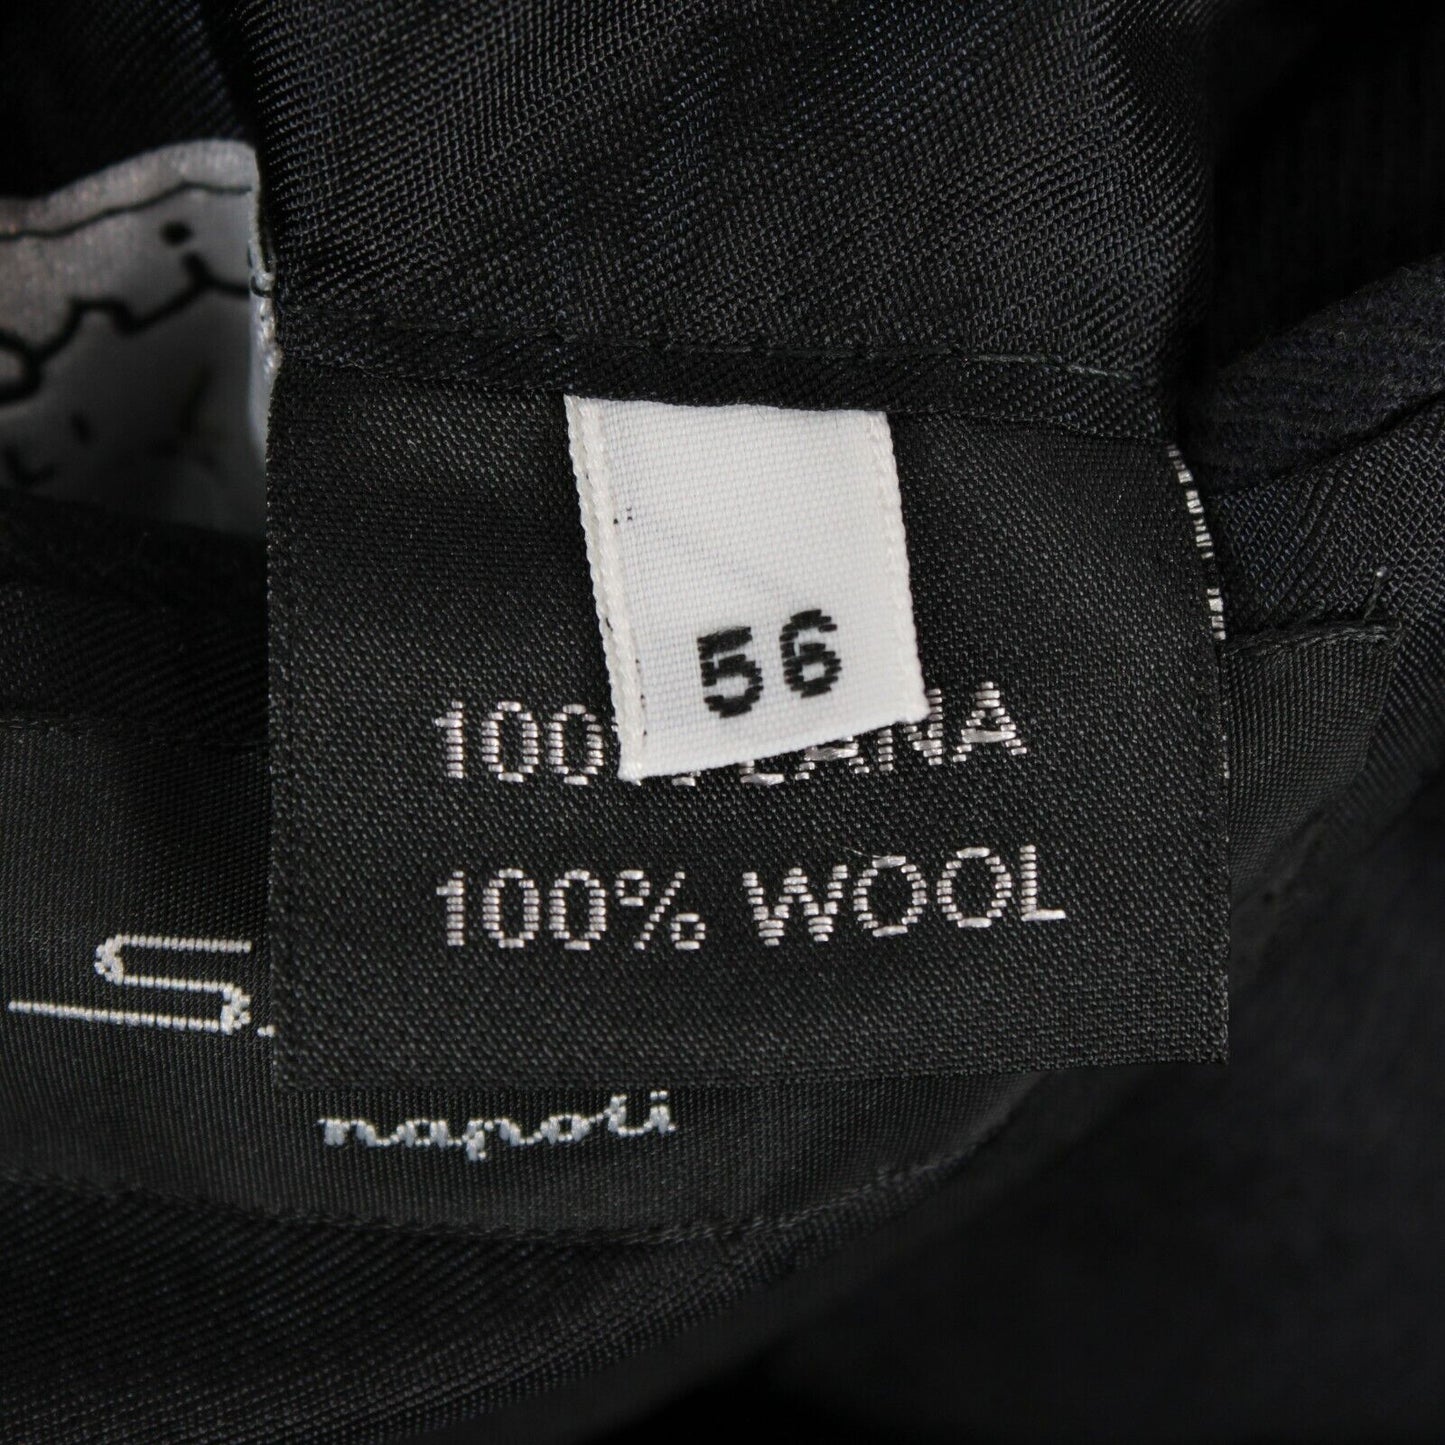 56
100% LANA
100% WOOL
S.
napoli